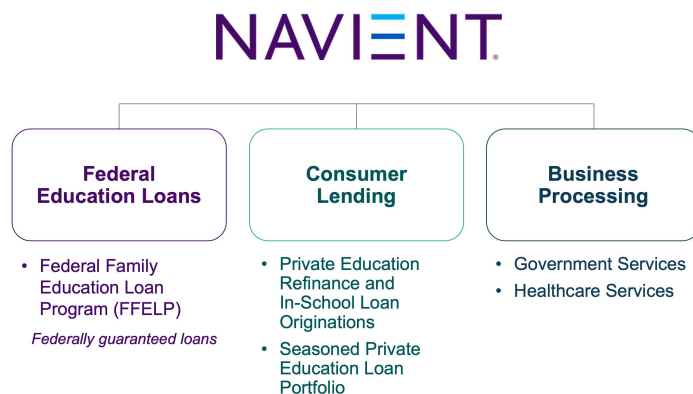 NAVIENT®
Federal
Education Loans
Consumer
Lending
Business
Processing
• Federal Family
Education Loan
Program (FFELP)
Federally guaranteed loans
• Private Education
Refinance and
In-School Loan
Originations
• Seasoned Private
Education Loan
Portfolio
• Government Services
• Healthcare Services